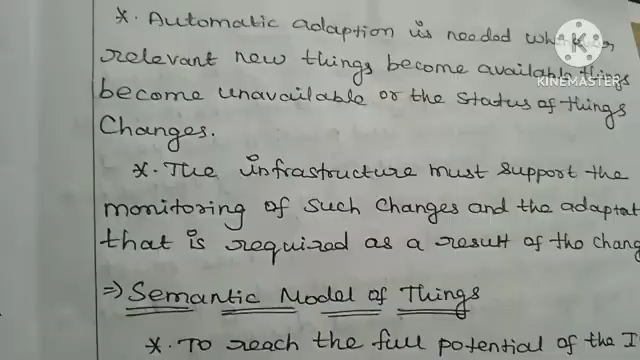 *. Automatic adaption is needed
relevant new things become available things
become unavailable or the status of things
Changes.
*. The infrastructure must support the
monitoring of such changes and the
that is required as a result of the
=> Semantic Model of Things
*. To reach the full potential of the
K
KINEMASTER